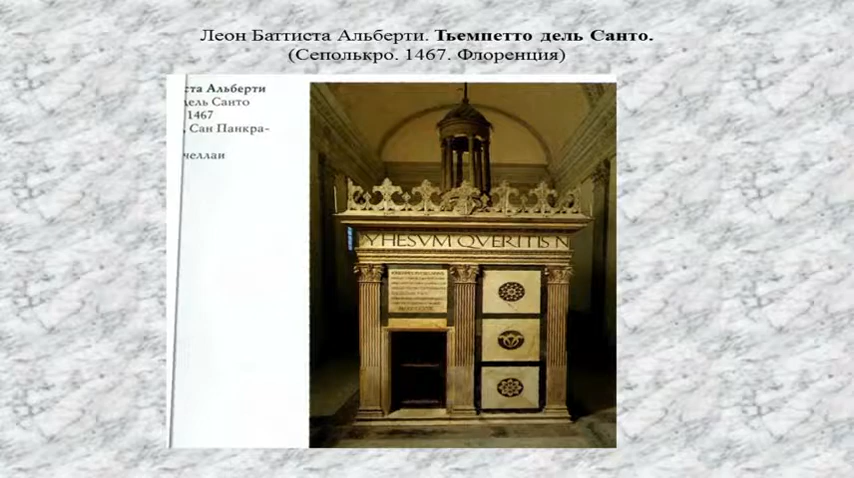 Леон Баттиста Альберти. Тьемпетто дель Санто.
(Сеполькро. 1467. Флоренция)
ста Альберти
дель Санто
1467
, Сан Панкра-
челлаи
YHESVM QVERITIS N